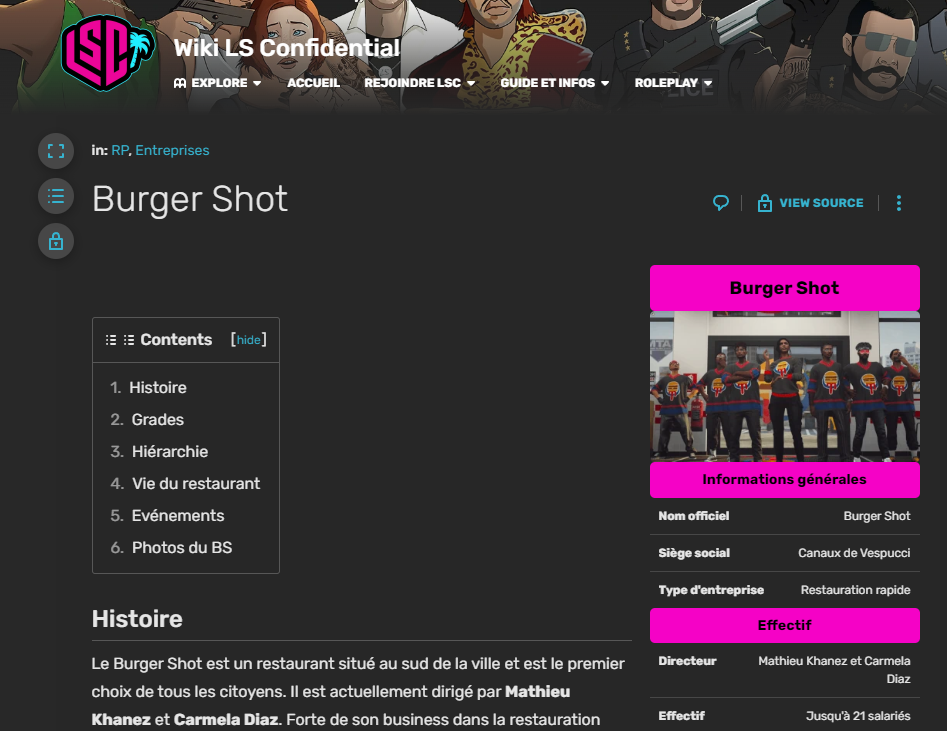 LSC
Wiki LS Confidential
EXPLORE
ACCUEIL
REJOINDRE LSC
GUIDE ET INFOS
ROLEPLAY
in: RP, Entreprises
Burger Shot
VIEW SOURCE
Contents [hide]
1. Histoire
2. Grades
3. Hiérarchie
4. Vie du restaurant
5. Evénements
6. Photos du BS
Histoire
Le Burger Shot est un restaurant situé au sud de la ville et est le premier
choix de tous les citoyens. Il est actuellement dirigé par Mathieu
Khanez et Carmela Diaz. Forte de son business dans la restauration
Burger Shot
Informations générales
Nom officiel Burger Shot
Siège social Canaux de Vespucci
Type d'entreprise Restauration rapide
Effectif
Directeur Mathieu Khanez et Carmela
Diaz
Effectif Jusqu'à 21 salariés